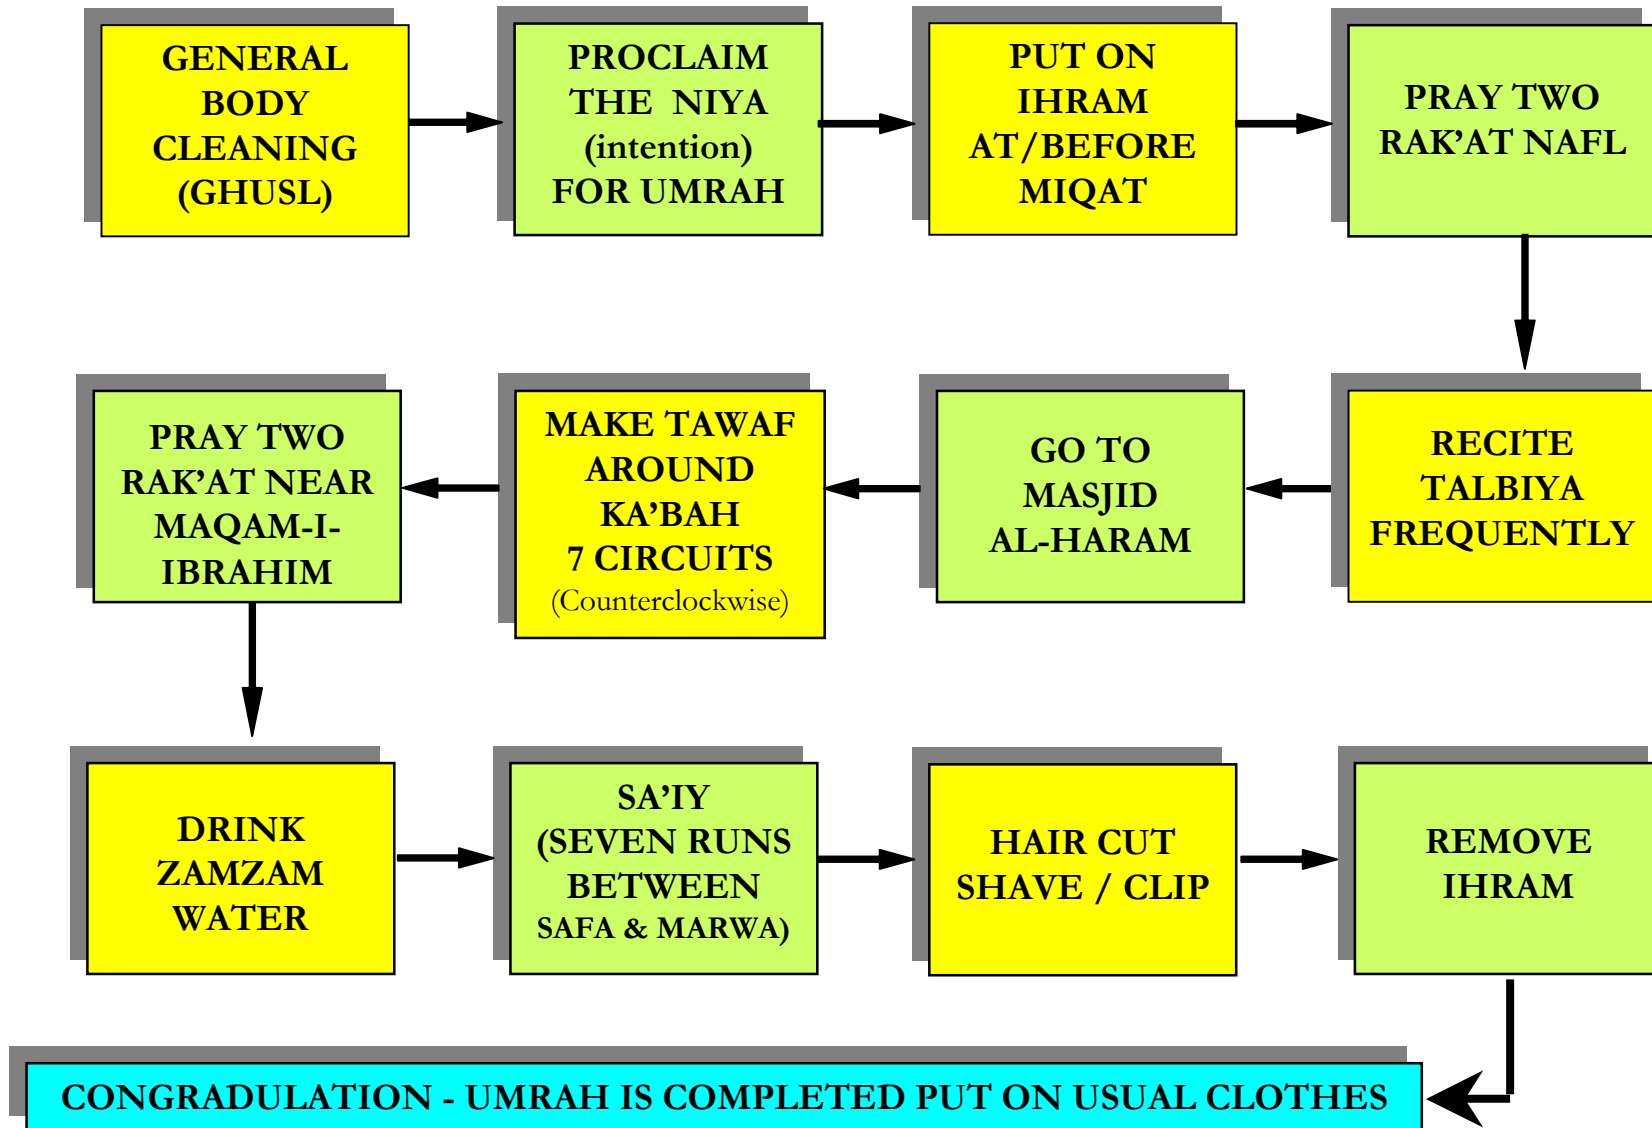 GENERAL
BODY
CLEANING
(GHUSL)
PROCLAIM
THE NIYA
(intention)
FOR UMRAH
PUT ON
IHRAM
AT/BEFORE
MIQAT
PRAY TWO
RAK’AT NAFL
RECITE
TALBIYA
FREQUENTLY
GO TO
MASJID
AL-HARAM
MAKE TAWAF
AROUND
KA’BAH
7 CIRCUITS
(Counterclockwise)
PRAY TWO
RAK’AT NEAR
MAQAM-I-
IBRAHIM
DRINK
ZAMZAM
WATER
SA’IY
(SEVEN RUNS
BETWEEN
SAFA & MARWA)
HAIR CUT
SHAVE / CLIP
REMOVE
IHRAM
CONGRADULATION - UMRAH IS COMPLETED PUT ON USUAL CLOTHES